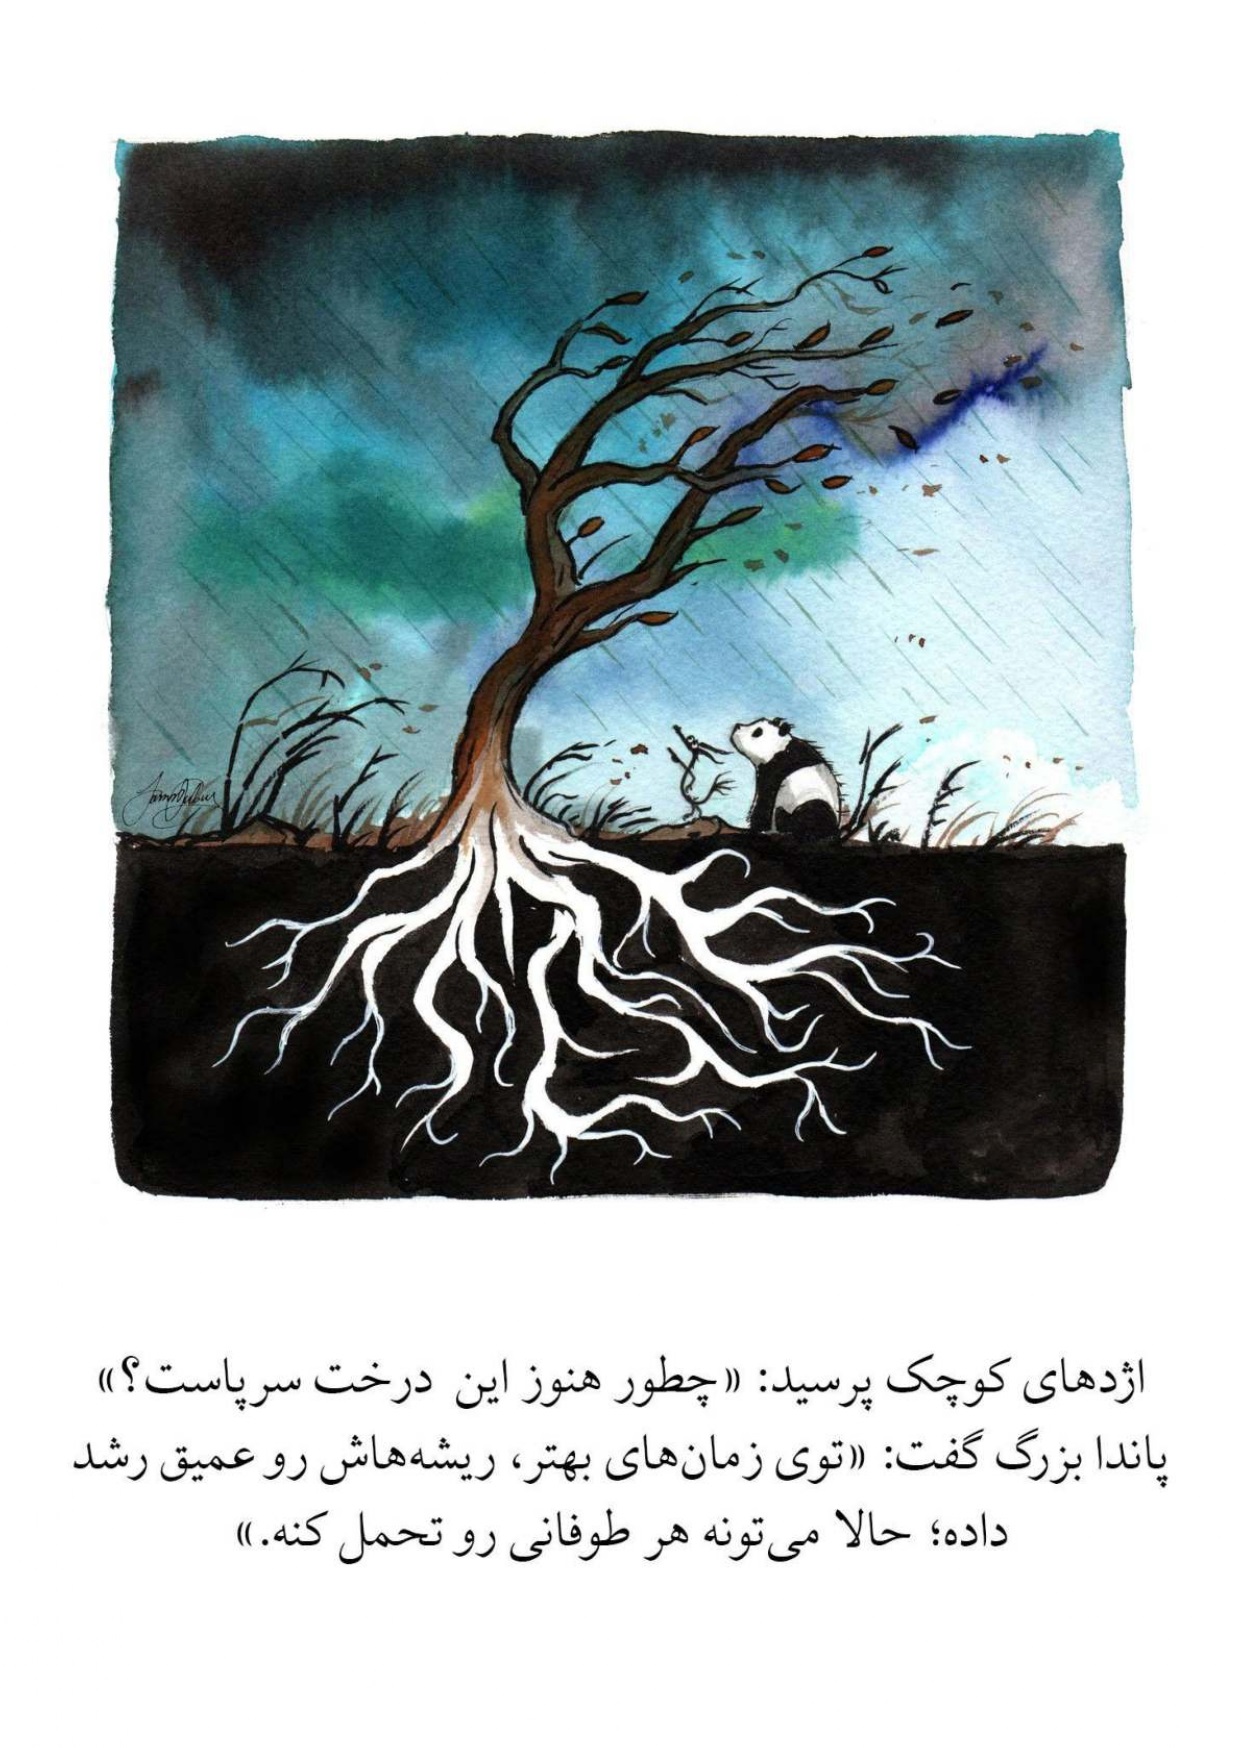 اژدهای کوچک پرسید: «چطور هنوز این درخت سرپاست؟»
پاندا بزرگ گفت: «توی زمان‌های بهتر، ریشه‌هاش رو عمیق رشد
داده؛ حالا می‌تونه هر طوفانی رو تحمل کنه.»